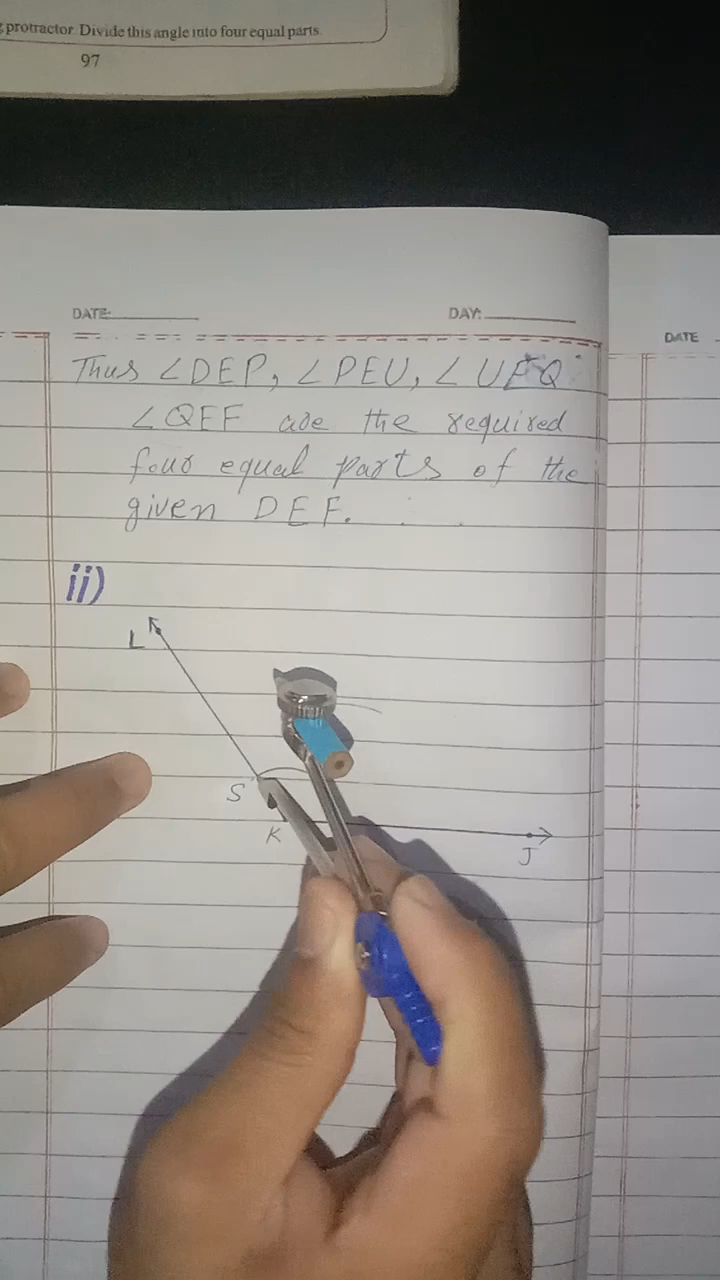 protractor. Divide this angle into four equal parts.
97
DATE: DAY:
DATE
Thus ∠DEP, ∠PEU, ∠UEQ
∠QEF are the required
four equal parts of the
given DEF.
ii)
L
S
K
J